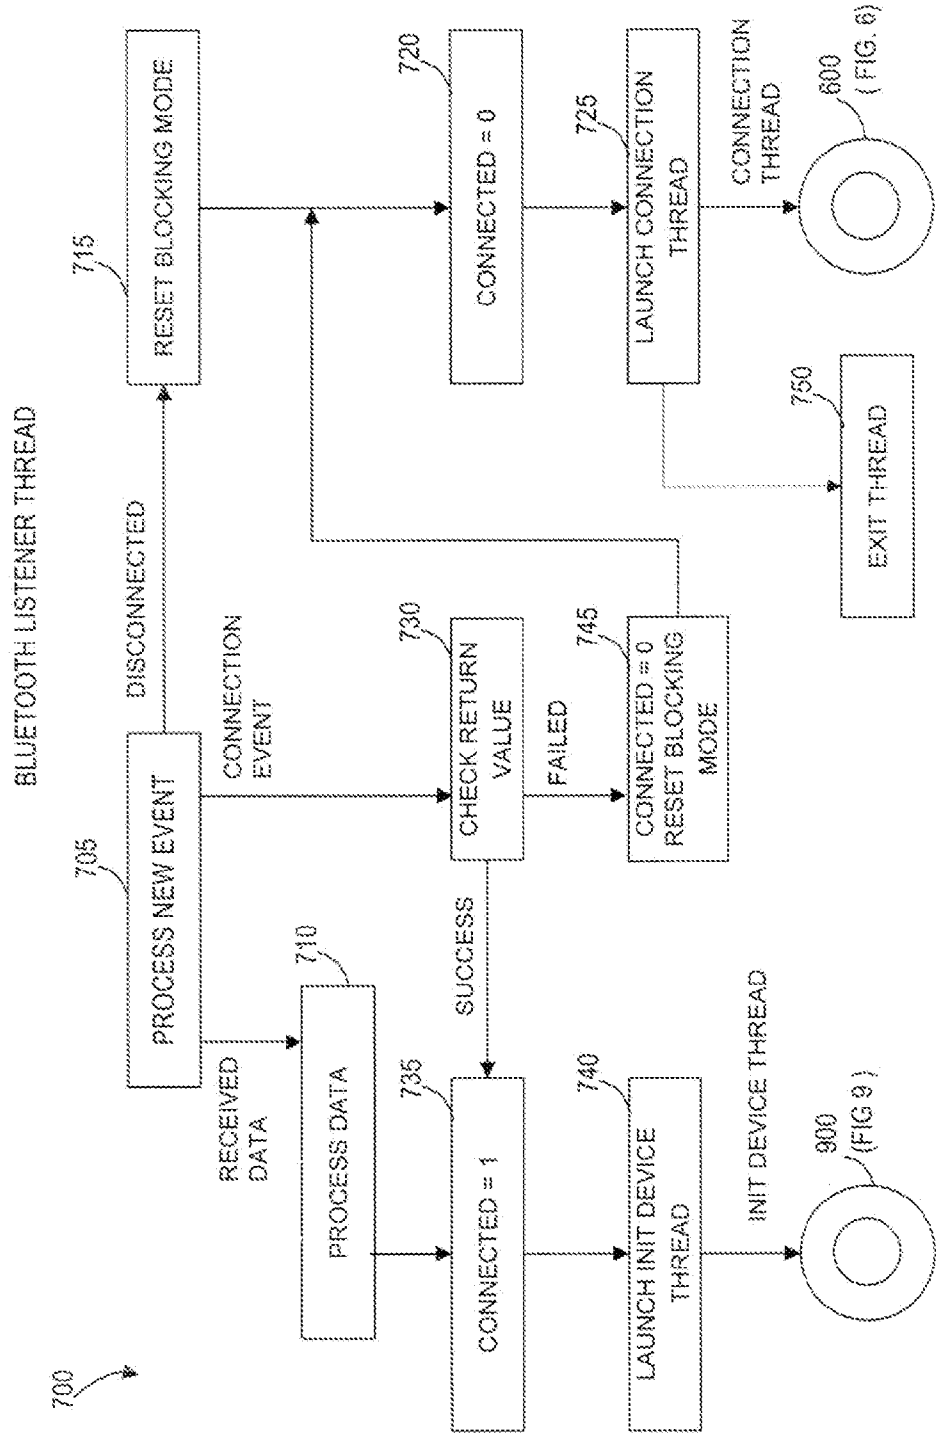 BLUETOOTH LISTENER THREAD
700
705
PROCESS NEW EVENT
DISCONNECTED
715
RESET BLOCKING MODE
RECEIVED
DATA
CONNECTION
EVENT
710
PROCESS DATA
735
CONNECTED = 1
SUCCESS
730
CHECK RETURN
VALUE
720
CONNECTED = 0
FAILED
740
LAUNCH INIT DEVICE
THREAD
745
CONNECTED = 0
RESET BLOCKING
MODE
725
LAUNCH CONNECTION
THREAD
INIT DEVICE THREAD
CONNECTION
THREAD
900
(FIG 9 )
750
EXIT THREAD
600
( FIG. 6)